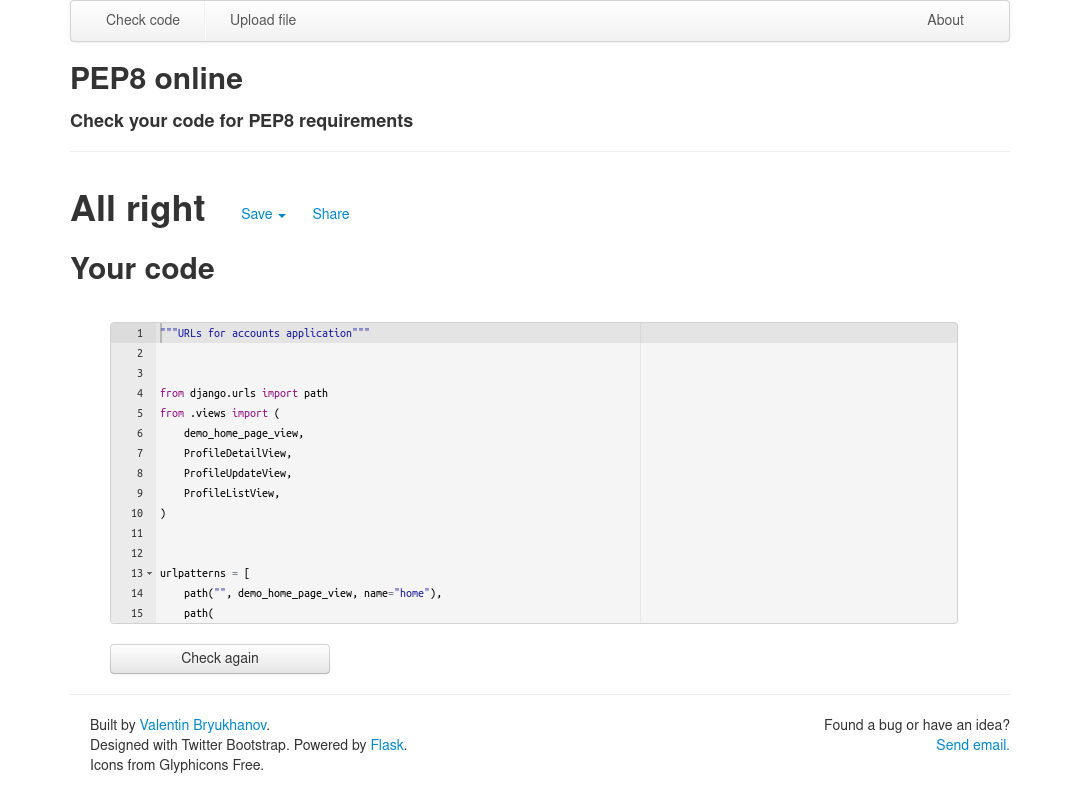 Check code Upload file About
PEP8 online
Check your code for PEP8 requirements
All right Save Share
Your code
1 """URLs for accounts application"""
2
3
4 from django.urls import path
5 from .views import (
6     demo_home_page_view,
7     ProfileDetailView,
8     ProfileUpdateView,
9     ProfileListView,
10 )
11
12
13 urlpatterns = [
14     path("", demo_home_page_view, name="home"),
15     path(
Check again
Built by Valentin Bryukhanov. Found a bug or have an idea?
Designed with Twitter Bootstrap. Powered by Flask. Send email.
Icons from Glyphicons Free.